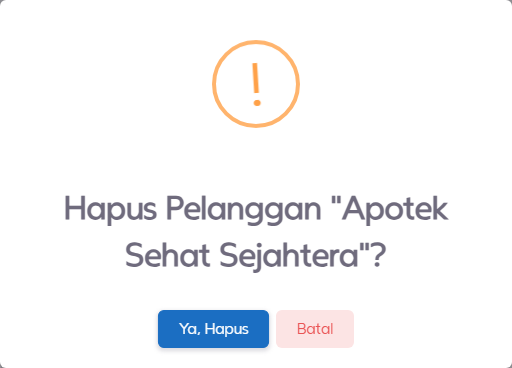 Hapus Pelanggan "Apotek
Sehat Sejahtera"?
Ya, Hapus
Batal